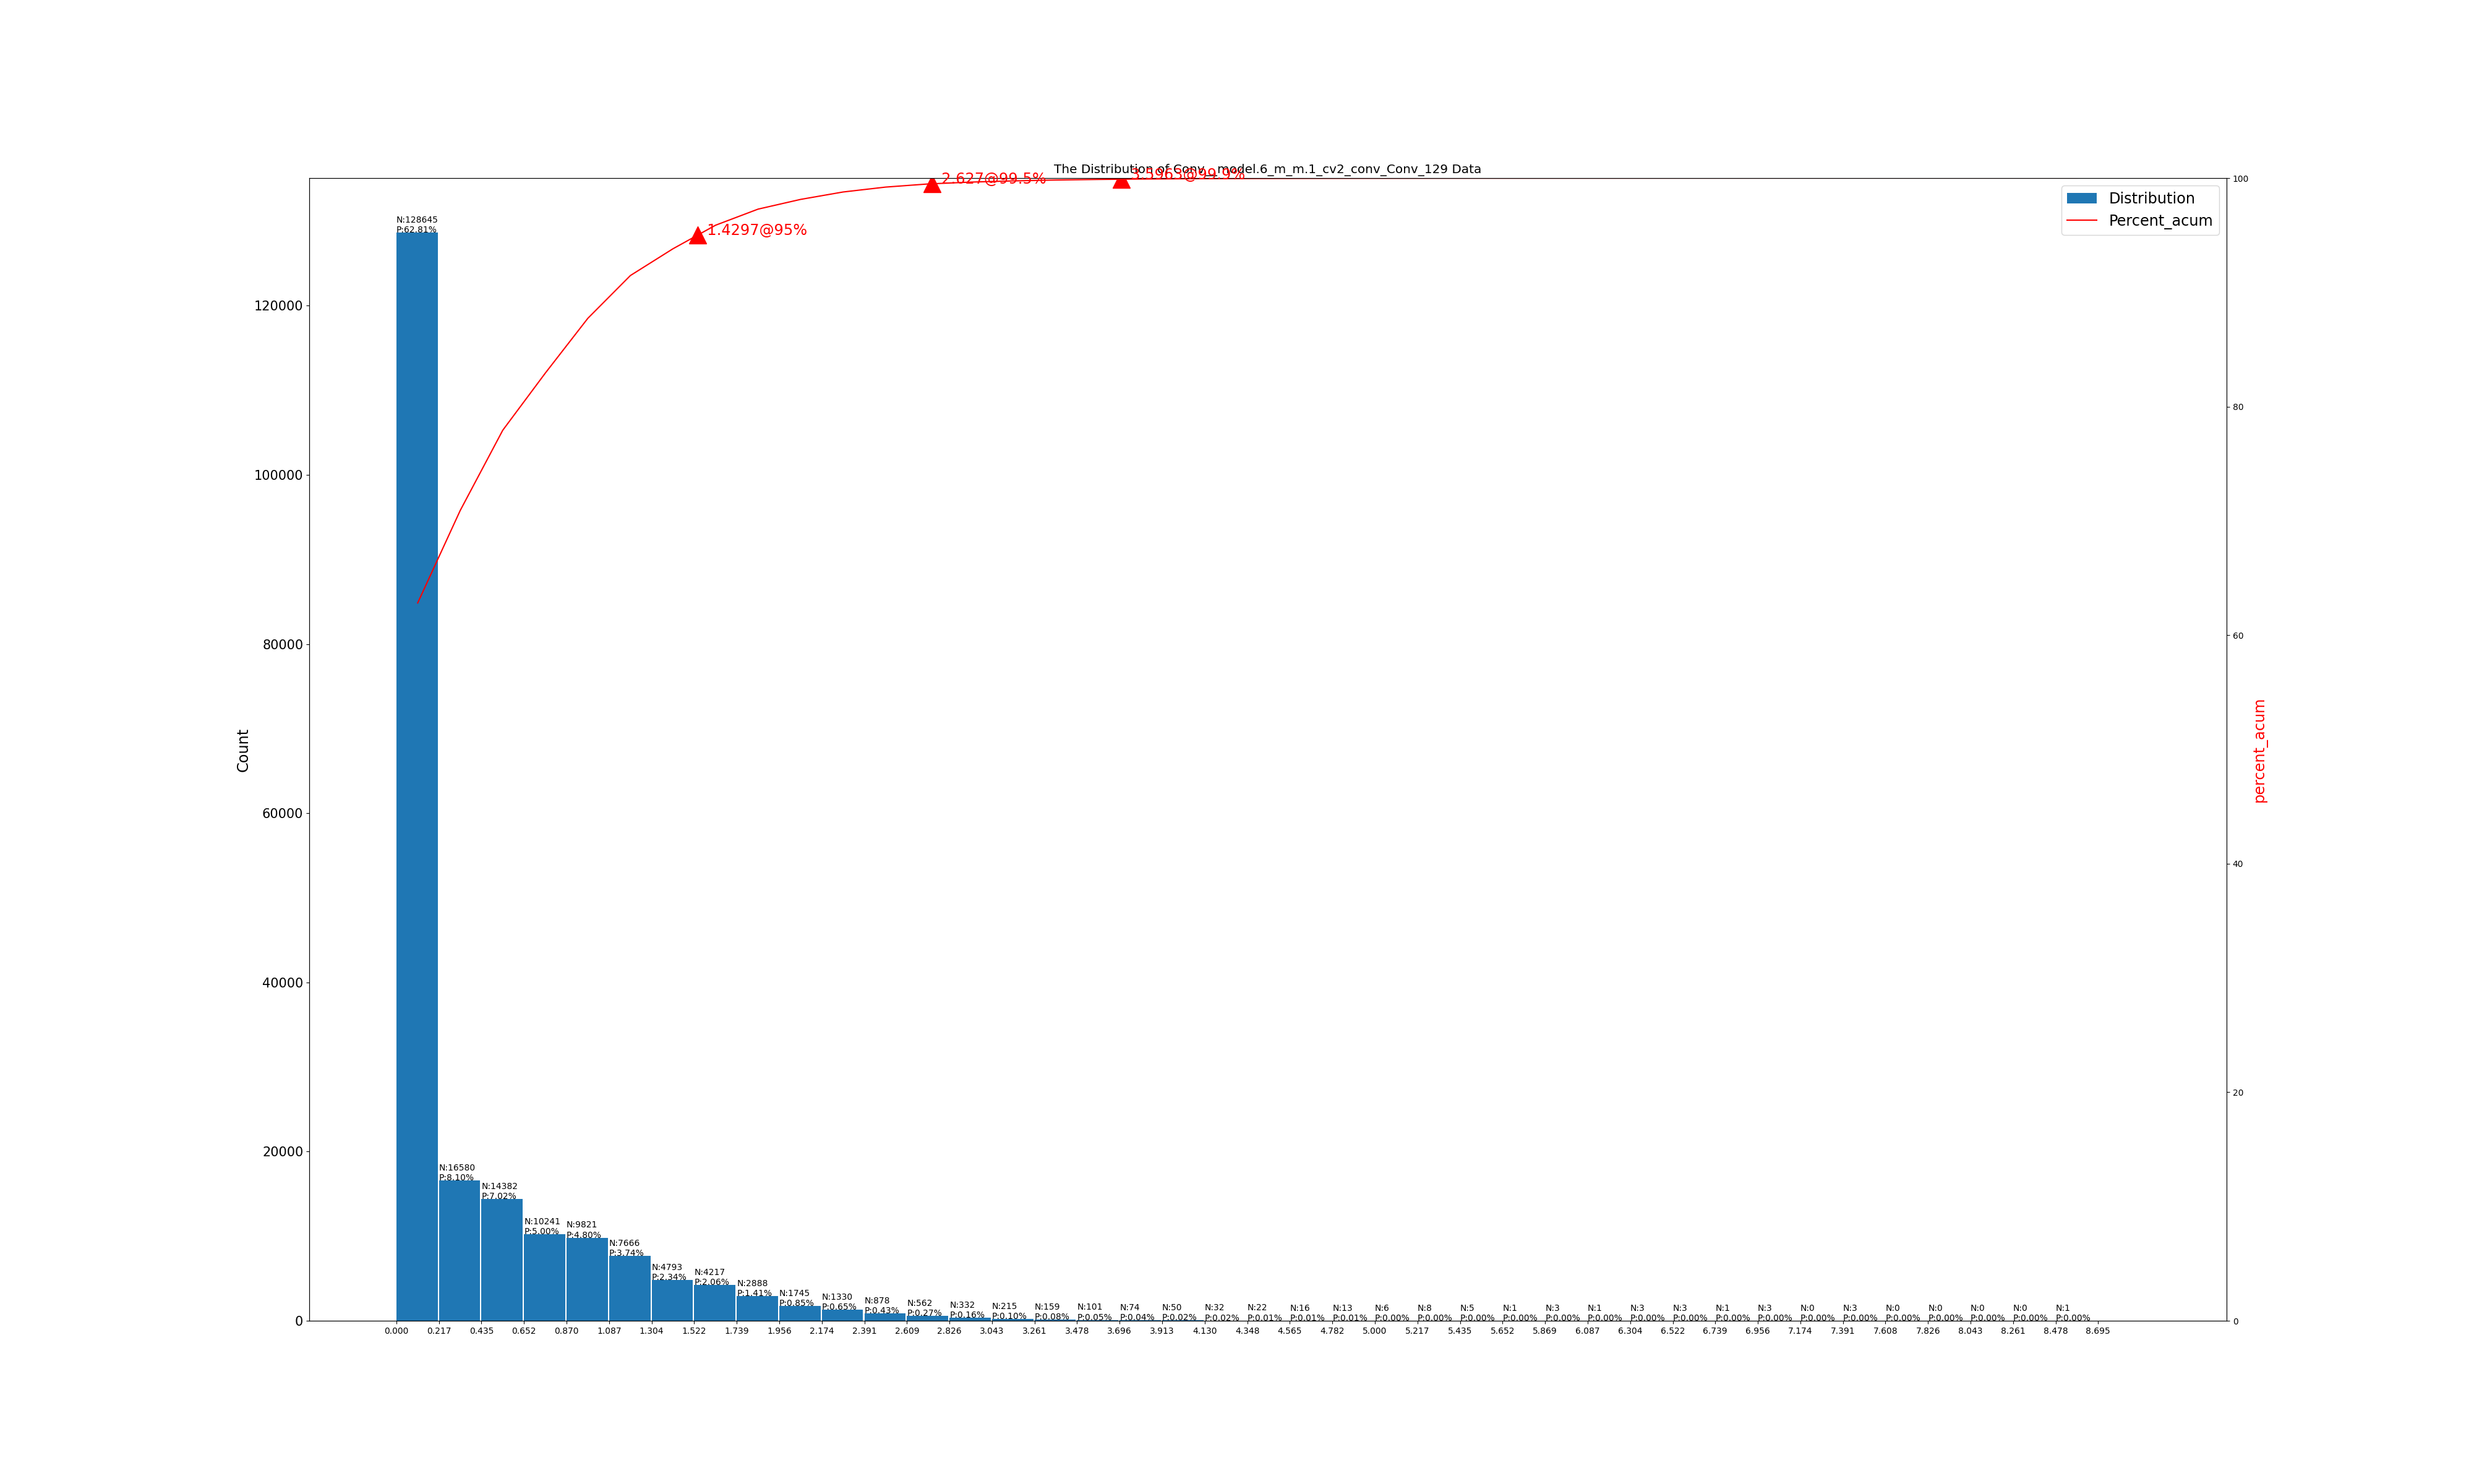 The Distribution of Conv__model.6_m_m.1_cv2_conv_Conv_129 Data
2.627@99.5%
3.5963@99.9%
1.4297@95%
Distribution
Percent_acum
Count
120000
100000
80000
60000
40000
20000
0
percent_acum
100
80
60
40
20
0
N:128645
P:62.81%
N:16580
P:8.10%
N:14382
P:7.02%
N:10241
P:5.00%
N:9821
P:4.80%
N:7666
P:3.74%
N:4793
P:2.34%
N:4217
P:2.06%
N:2888
P:1.41%
N:1745
P:0.85%
N:1330
P:0.65%
N:878
P:0.43%
N:562
P:0.27%
N:332
P:0.16%
N:215
P:0.10%
N:159
P:0.08%
N:101
P:0.05%
N:74
P:0.04%
N:50
P:0.02%
N:32
P:0.02%
N:22
P:0.01%
N:16
P:0.01%
N:13
P:0.01%
N:6
P:0.00%
N:8
P:0.00%
N:5
P:0.00%
N:1
P:0.00%
N:3
P:0.00%
N:1
P:0.00%
N:3
P:0.00%
N:3
P:0.00%
N:1
P:0.00%
N:3
P:0.00%
N:0
P:0.00%
N:3
P:0.00%
N:0
P:0.00%
N:0
P:0.00%
N:0
P:0.00%
N:0
P:0.00%
N:1
P:0.00%
0.000 0.217 0.435 0.652 0.870 1.087 1.304 1.522 1.739 1.956 2.174 2.391 2.609 2.826 3.043 3.261 3.478 3.696 3.913 4.130 4.348 4.565 4.782 5.000 5.217 5.435 5.652 5.869 6.087 6.304 6.522 6.739 6.956 7.174 7.391 7.608 7.826 8.043 8.261 8.478 8.695